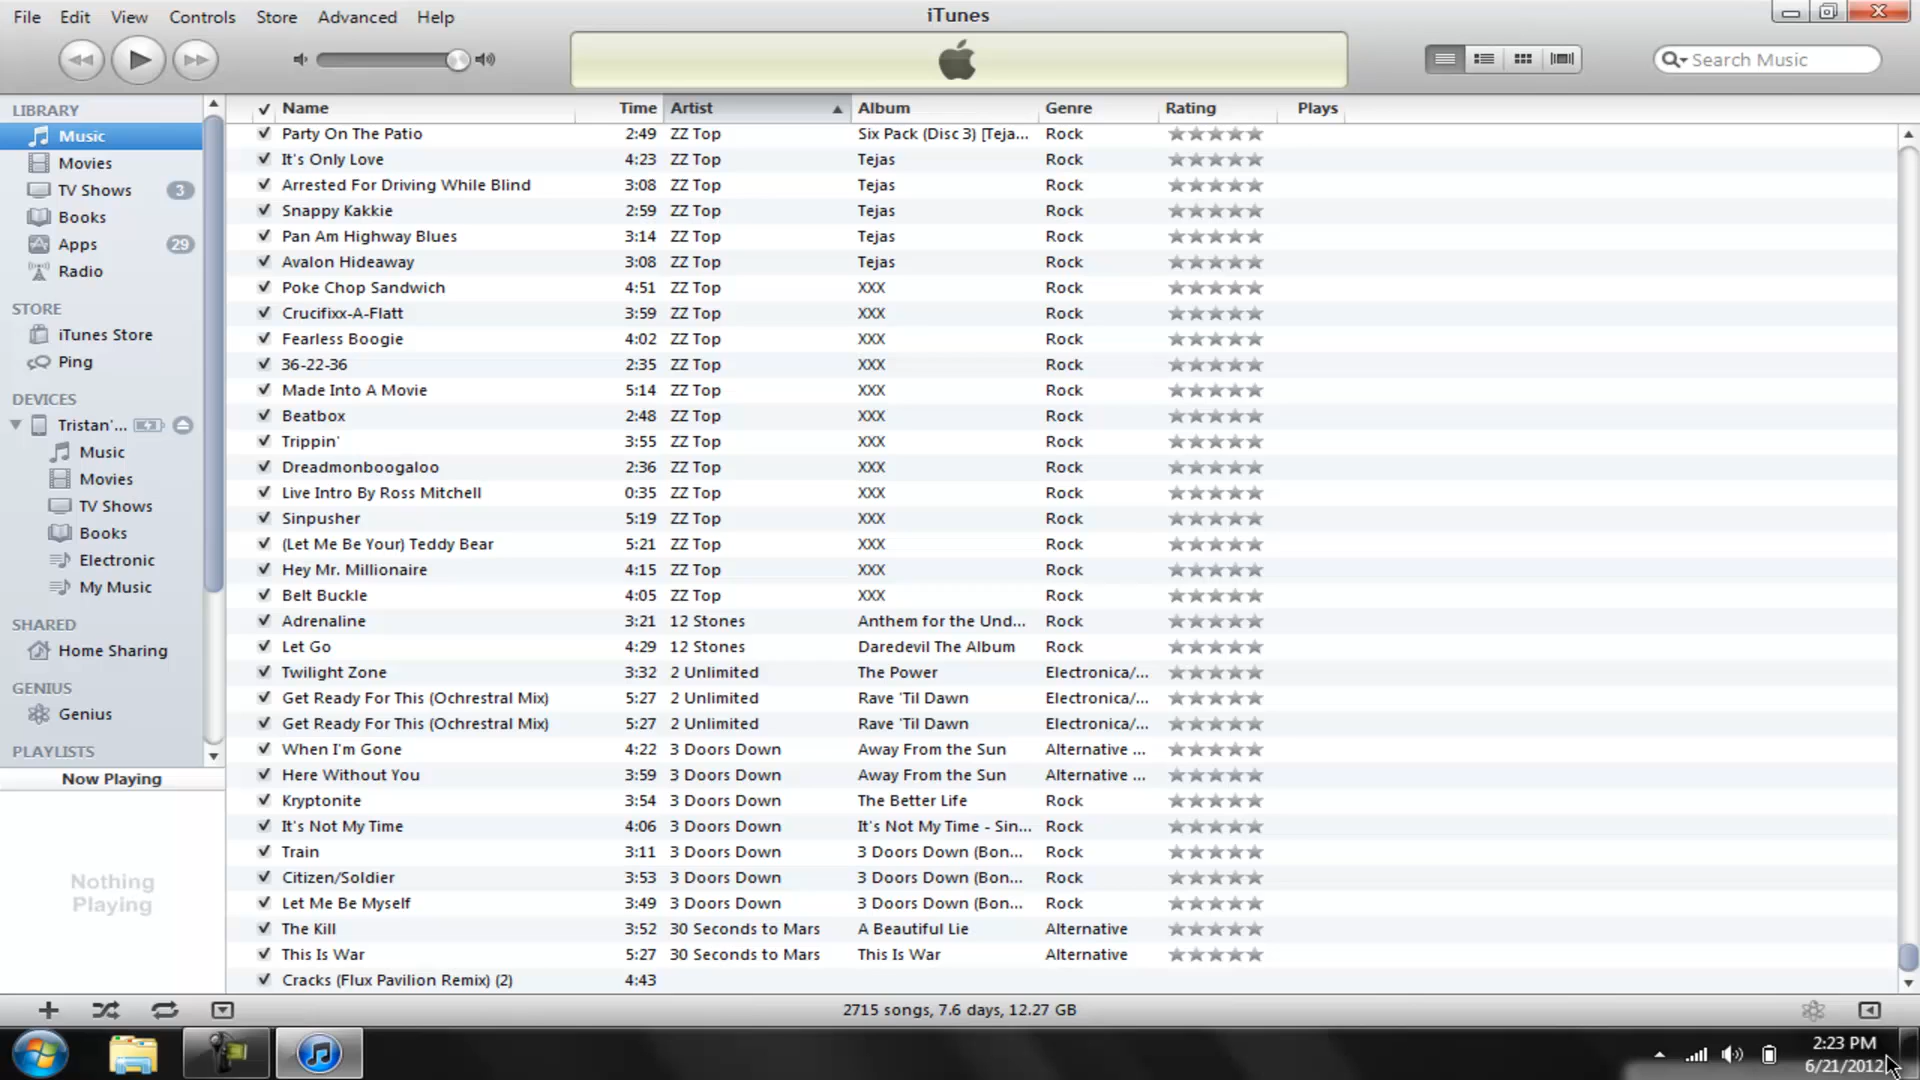 File Edit View Controls Store Advanced Help
iTunes
Search Music
LIBRARY
Music
Movies
TV Shows 3
Books
Apps 29
Radio
STORE
iTunes Store
Ping
DEVICES
Tristan'...
Music
Movies
TV Shows
Books
Electronic
My Music
SHARED
Home Sharing
GENIUS
Genius
PLAYLISTS
Now Playing
Nothing
Playing
Name Time Artist Album Genre Rating Plays
Party On The Patio 2:49 ZZ Top Six Pack (Disc 3) [Teja... Rock
It's Only Love 4:23 ZZ Top Tejas Rock
Arrested For Driving While Blind 3:08 ZZ Top Tejas Rock
Snappy Kakkie 2:59 ZZ Top Tejas Rock
Pan Am Highway Blues 3:14 ZZ Top Tejas Rock
Avalon Hideaway 3:08 ZZ Top Tejas Rock
Poke Chop Sandwich 4:51 ZZ Top XXX Rock
Crucifixx-A-Flatt 3:59 ZZ Top XXX Rock
Fearless Boogie 4:02 ZZ Top XXX Rock
36-22-36 2:35 ZZ Top XXX Rock
Made Into A Movie 5:14 ZZ Top XXX Rock
Beatbox 2:48 ZZ Top XXX Rock
Trippin' 3:55 ZZ Top XXX Rock
Dreadmonboogaloo 2:36 ZZ Top XXX Rock
Live Intro By Ross Mitchell 0:35 ZZ Top XXX Rock
Sinpusher 5:19 ZZ Top XXX Rock
(Let Me Be Your) Teddy Bear 5:21 ZZ Top XXX Rock
Hey Mr. Millionaire 4:15 ZZ Top XXX Rock
Belt Buckle 4:05 ZZ Top XXX Rock
Adrenaline 3:21 12 Stones Anthem for the Und... Rock
Let Go 4:29 12 Stones Daredevil The Album Rock
Twilight Zone 3:32 2 Unlimited The Power Electronica/...
Get Ready For This (Ochrestral Mix) 5:27 2 Unlimited Rave 'Til Dawn Electronica/...
Get Ready For This (Ochrestral Mix) 5:27 2 Unlimited Rave 'Til Dawn Electronica/...
When I'm Gone 4:22 3 Doors Down Away From the Sun Alternative ...
Here Without You 3:59 3 Doors Down Away From the Sun Alternative ...
Kryptonite 3:54 3 Doors Down The Better Life Rock
It's Not My Time 4:06 3 Doors Down It's Not My Time - Sin... Rock
Train 3:11 3 Doors Down 3 Doors Down (Bon... Rock
Citizen/Soldier 3:53 3 Doors Down 3 Doors Down (Bon... Rock
Let Me Be Myself 3:49 3 Doors Down 3 Doors Down (Bon... Rock
The Kill 3:52 30 Seconds to Mars A Beautiful Lie Alternative
This Is War 5:27 30 Seconds to Mars This Is War Alternative
Cracks (Flux Pavilion Remix) (2) 4:43
2715 songs, 7.6 days, 12.27 GB
2:23 PM
6/21/2012